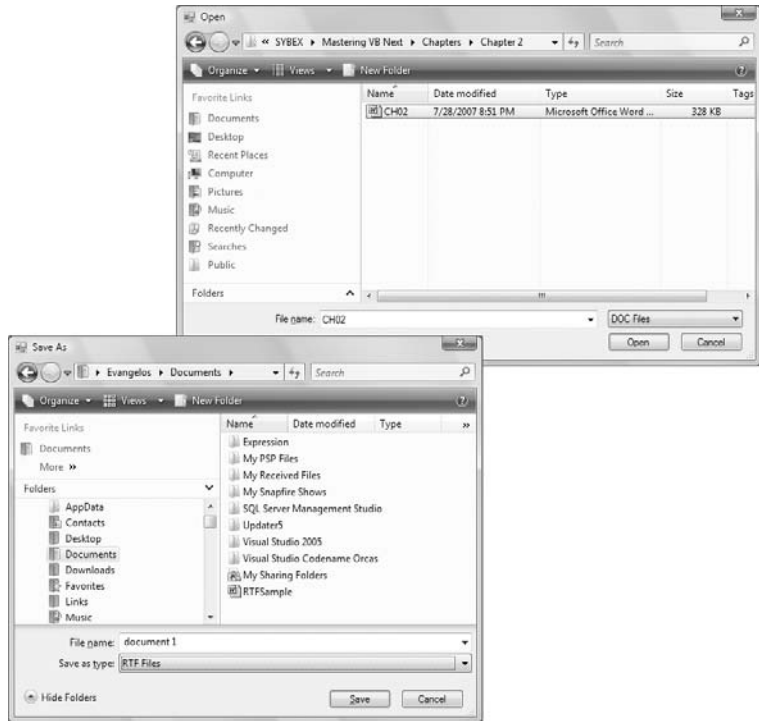 Open
« SYBEX ▸ Mastering VB Next ▸ Chapters ▸ Chapter 2
Search
Organize
Views
New Folder
Favorite Links
Documents
Desktop
Recent Places
Computer
Pictures
Music
Recently Changed
Searches
Public
Folders
Name Date modified Type Size Tags
CH02 7/28/2007 8:51 PM Microsoft Office Word ... 328 KB
File name: CH02
DOC Files
Open Cancel
Save As
▸ Evangelos ▸ Documents ▸
Search
Organize
Views
New Folder
Favorite Links
Documents
More »
Folders
AppData
Contacts
Desktop
Documents
Downloads
Favorites
Links
Music
Name Date modified Type »
Expression
My PSP Files
My Received Files
My Snapfire Shows
SQL Server Management Studio
Updater5
Visual Studio 2005
Visual Studio Codename Orcas
My Sharing Folders
RTFSample
File name: document 1
Save as type: RTF Files
Hide Folders
Save Cancel